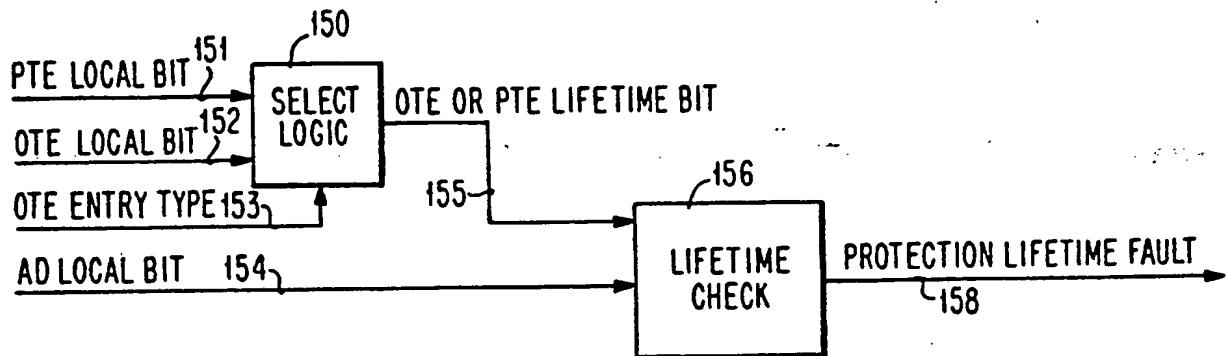 150
PTE LOCAL BIT 151
SELECT
LOGIC
OTE OR PTE LIFETIME BIT
OTE LOCAL BIT 152
OTE ENTRY TYPE 153
155
156
AD LOCAL BIT 154
LIFETIME
CHECK
PROTECTION LIFETIME FAULT
158